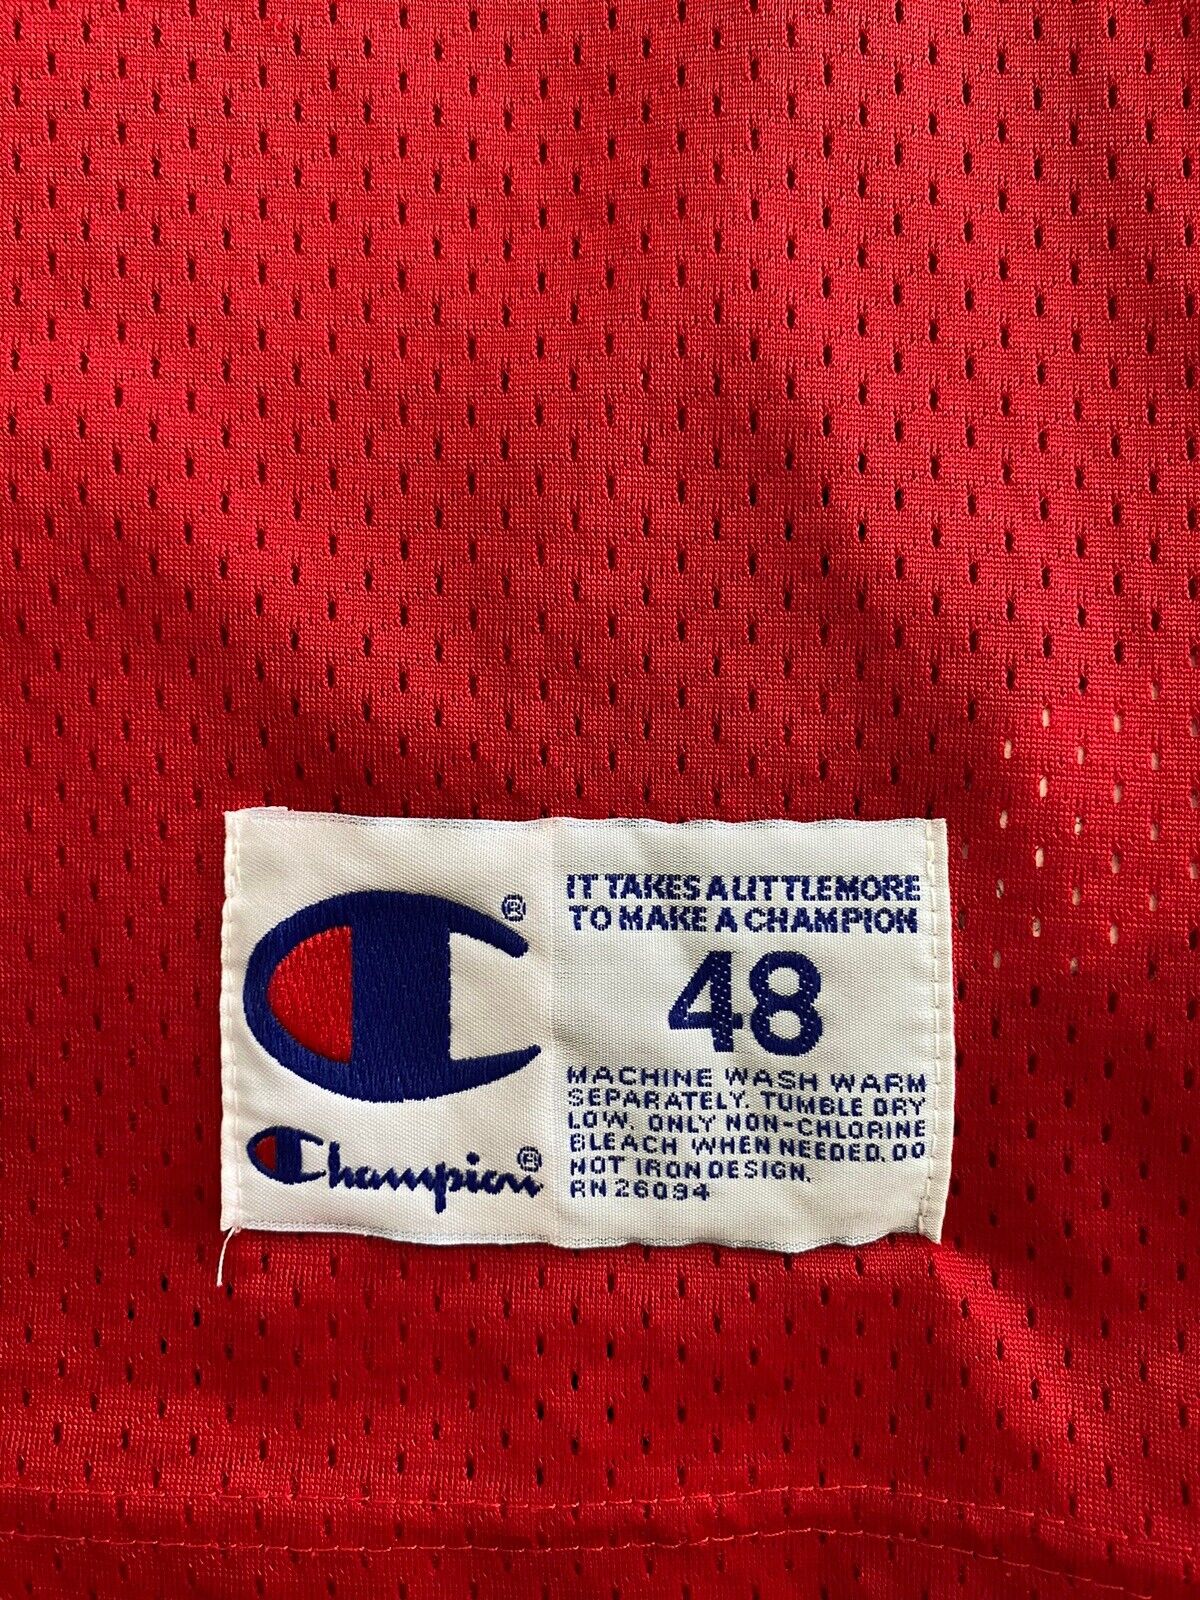 ®
Champion®
IT TAKES A LITTLE MORE
TO MAKE A CHAMPION
48
MACHINE WASH WARM
SEPARATELY. TUMBLE DRY
LOW. ONLY NON-CHLORINE
BLEACH WHEN NEEDED. DO
NOT IRON DESIGN.
RN 26094